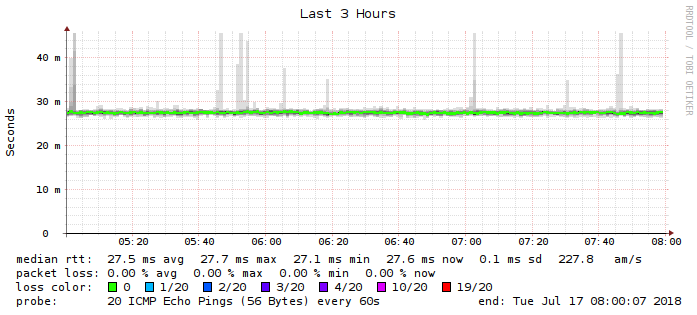 Last 3 Hours
RRDTOOL / TOBI OETIKER
Seconds
40 m
30 m
20 m
10 m
0
05:20 05:40 06:00 06:20 06:40 07:00 07:20 07:40 08:00
median rtt: 27.5 ms avg 27.7 ms max 27.1 ms min 27.6 ms now 0.1 ms sd 227.8 am/s
packet loss: 0.00 % avg 0.00 % max 0.00 % min 0.00 % now
loss color: 0 1/20 2/20 3/20 4/20 10/20 19/20
probe: 20 ICMP Echo Pings (56 Bytes) every 60s end: Tue Jul 17 08:00:07 2018